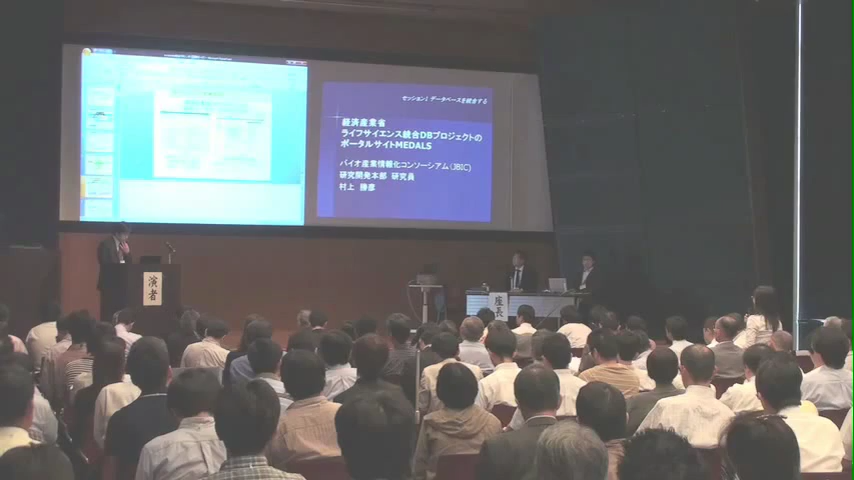 セッション1 データベースを統合する
経済産業省
ライフサイエンス統合DBプロジェクトの
ポータルサイトMEDALS
バイオ産業情報化コンソーシアム(JBIC)
研究開発本部 研究員
村上 勝彦
演者
座長